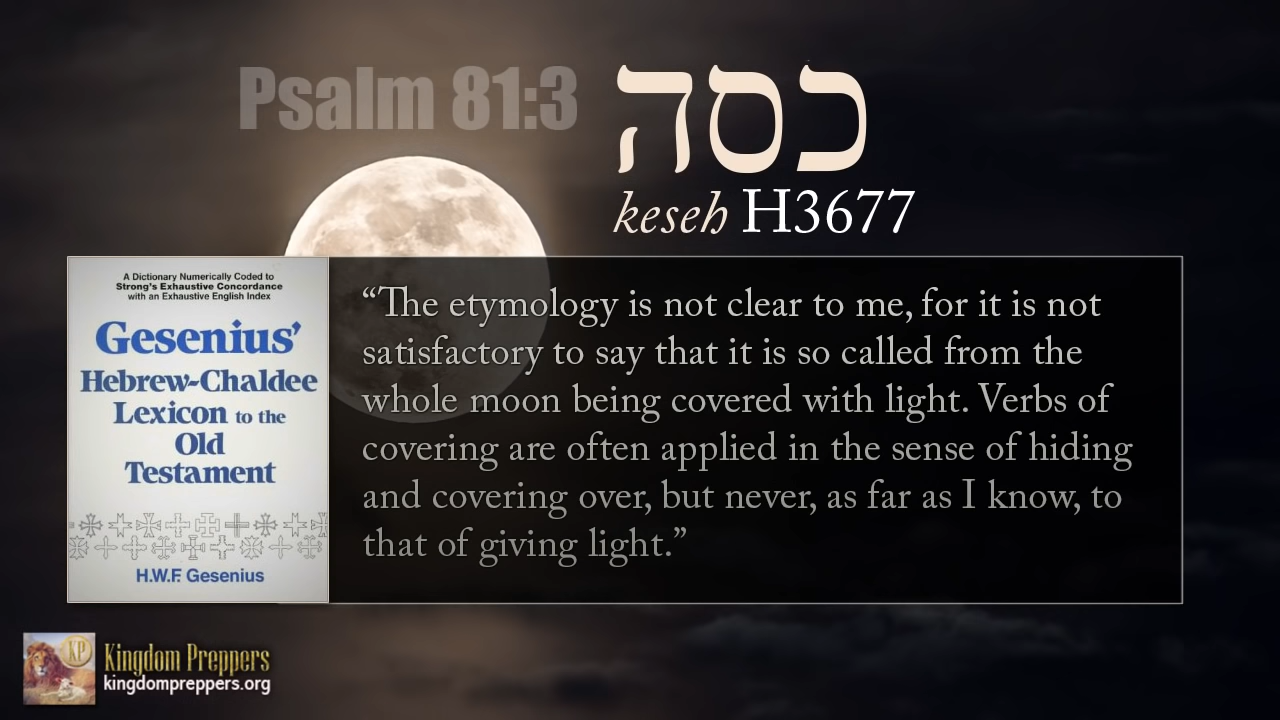 Psalm 81:3
כסה
keseh H3677
A Dictionary Numerically Coded to
Strong's Exhaustive Concordance
with an Exhaustive English Index
Gesenius'
Hebrew-Chaldee
Lexicon to the
Old
Testament
H.W.F. Gesenius
“The etymology is not clear to me, for it is not
satisfactory to say that it is so called from the
whole moon being covered with light. Verbs of
covering are often applied in the sense of hiding
and covering over, but never, as far as I know, to
that of giving light.”
KP
Kingdom Preppers
kingdompreppers.org